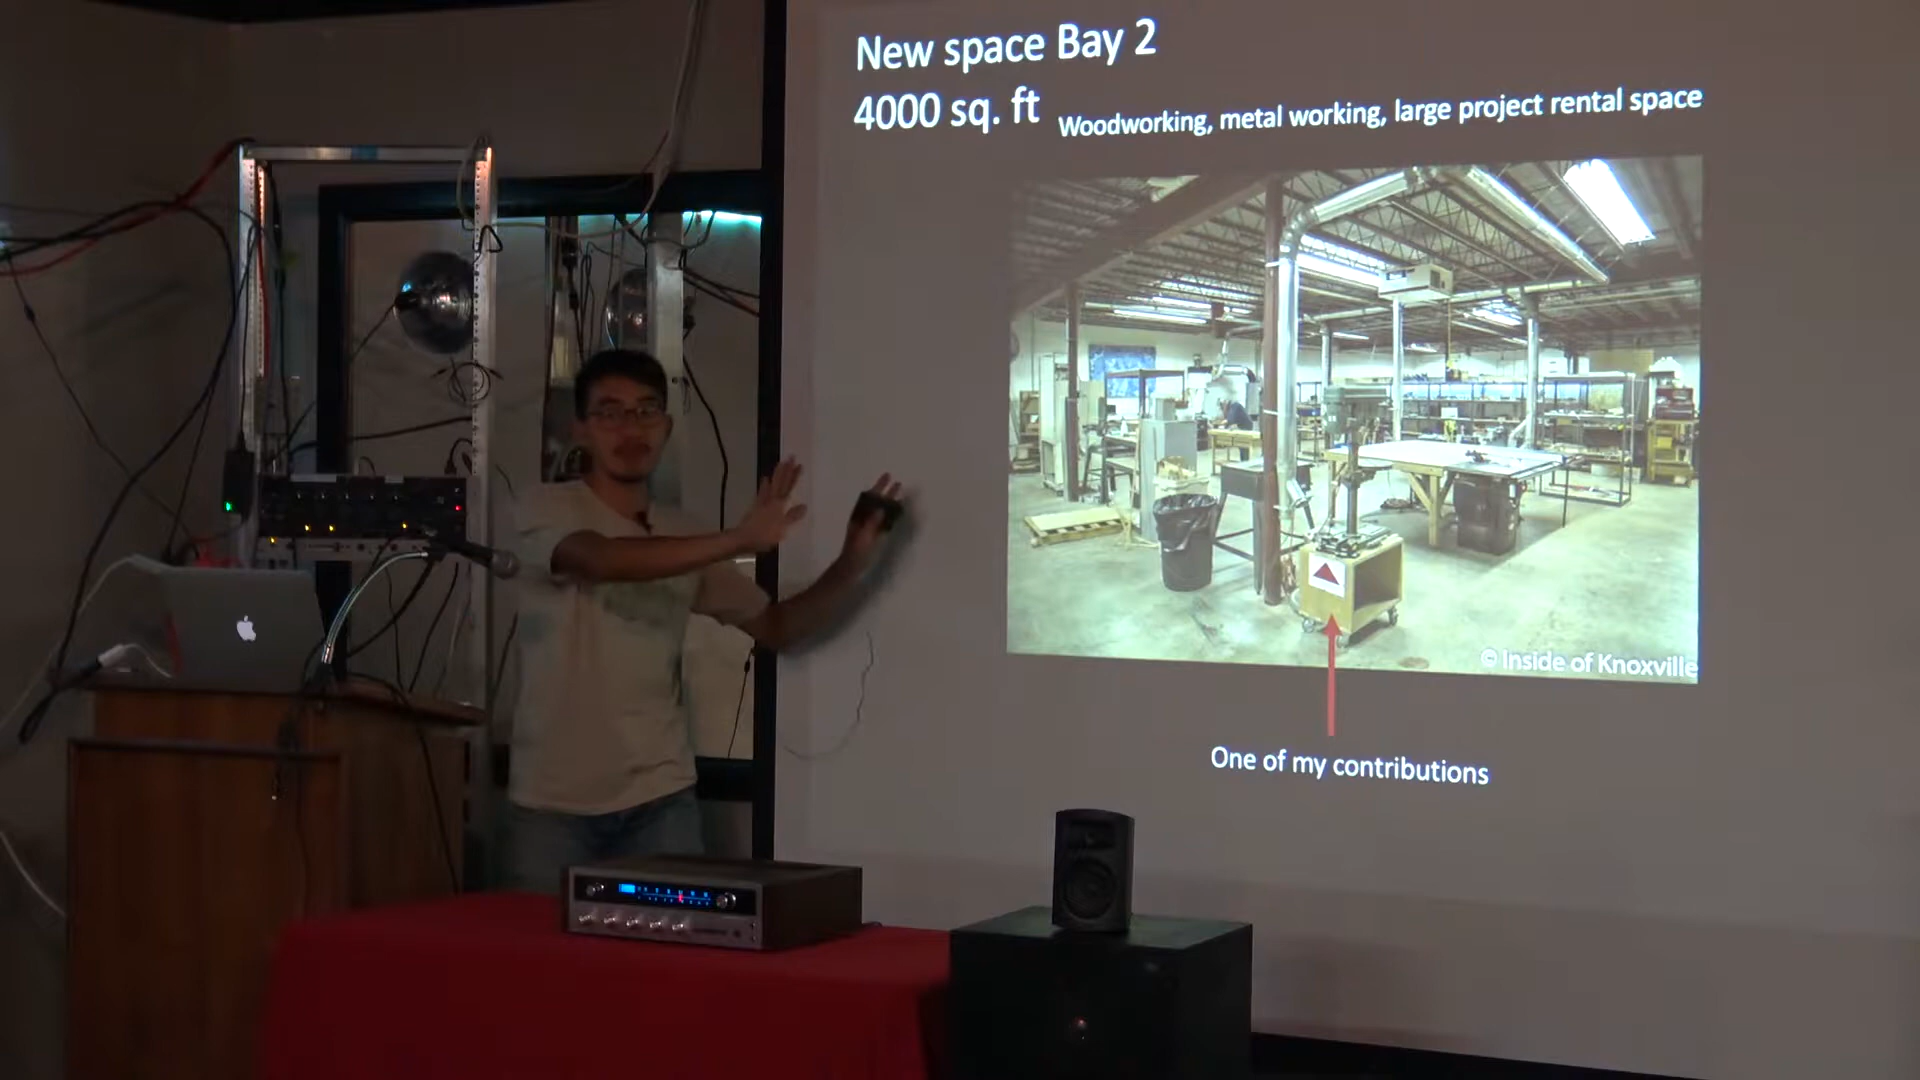 New space Bay 2
4000 sq. ft
Woodworking, metal working, large project rental space
© Inside of Knoxville
One of my contributions